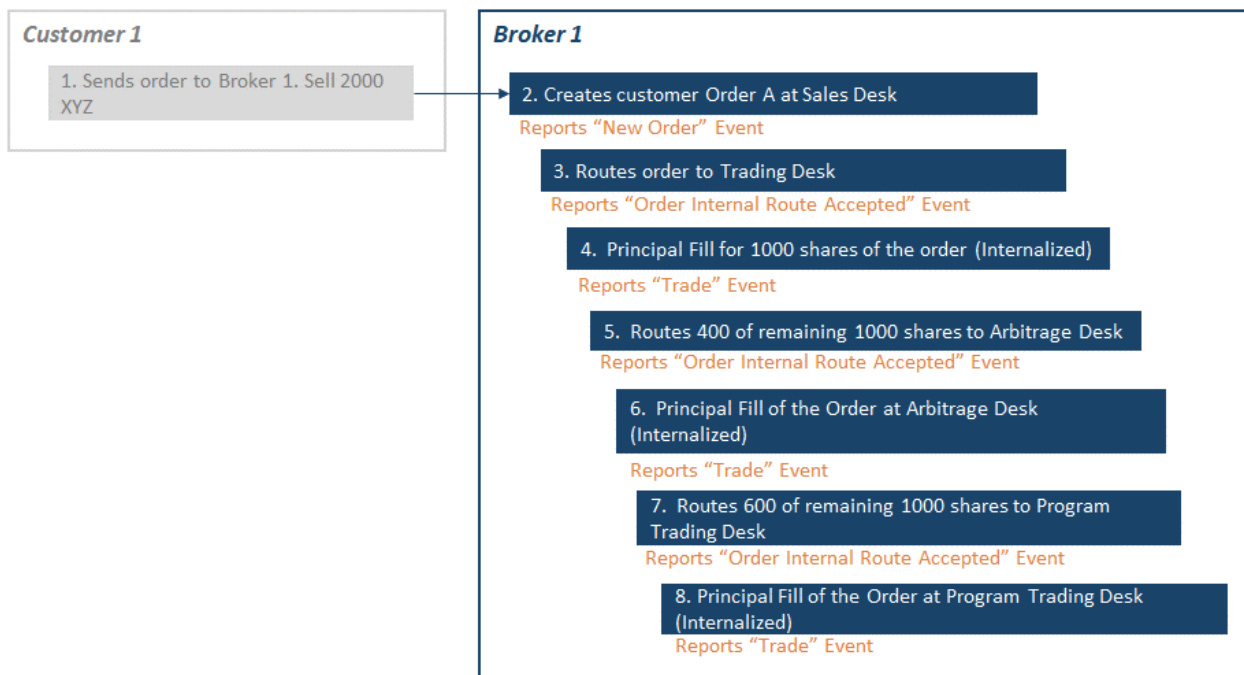 Customer 1
1. Sends order to Broker 1. Sell 2000
XYZ
Broker 1
2. Creates customer Order A at Sales Desk
Reports “New Order” Event
3. Routes order to Trading Desk
Reports “Order Internal Route Accepted” Event
4. Principal Fill for 1000 shares of the order (Internalized)
Reports “Trade” Event
5. Routes 400 of remaining 1000 shares to Arbitrage Desk
Reports “Order Internal Route Accepted” Event
6. Principal Fill of the Order at Arbitrage Desk
(Internalized)
Reports “Trade” Event
7. Routes 600 of remaining 1000 shares to Program
Trading Desk
Reports “Order Internal Route Accepted” Event
8. Principal Fill of the Order at Program Trading Desk
(Internalized)
Reports “Trade” Event